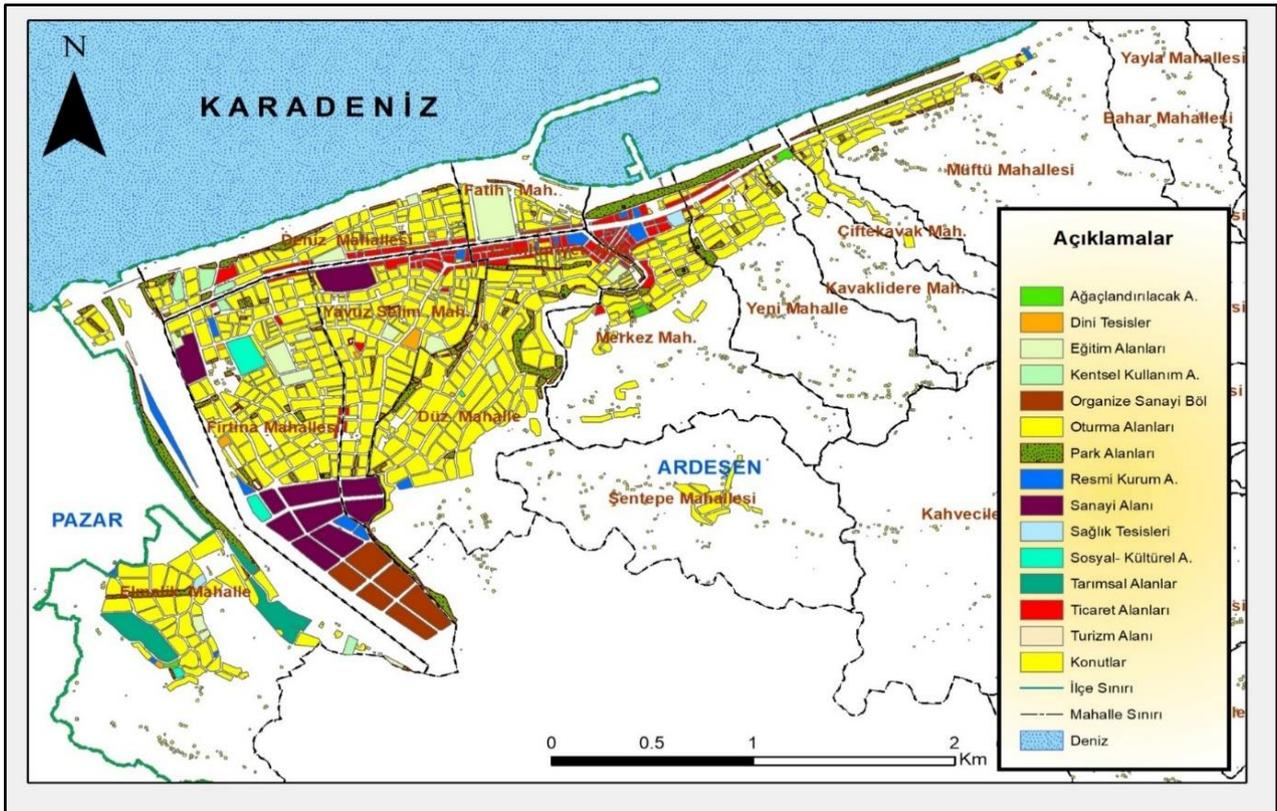 N
KARADENİZ
Yayla Mahallesi
Bahar Mahallesi
Müftü Mahallesi
Fatih Mah.
Deniz Mahallesi
Çiftekavak Mah.
Kavaklidere Mah.
Yeni Mahalle
Yavuz Selim Mah.
Merkez Mah.
Düz Mahalle
Fırtına Mahallesi
ARDEŞEN
Şentepe Mahallesi
Kahvecile
PAZAR
Elmalik Mahalle
Açıklamalar
Ağaçlandırılacak A.
Dini Tesisler
Eğitim Alanları
Kentsel Kullanım A.
Organize Sanayi Böl
Oturma Alanları
Park Alanları
Resmi Kurum A.
Sanayi Alanı
Sağlık Tesisleri
Sosyal- Kültürel A.
Tarımsal Alanlar
Ticaret Alanları
Turizm Alanı
Konutlar
İlçe Sınırı
Mahalle Sınırı
Deniz
0 0.5 1 2
Km